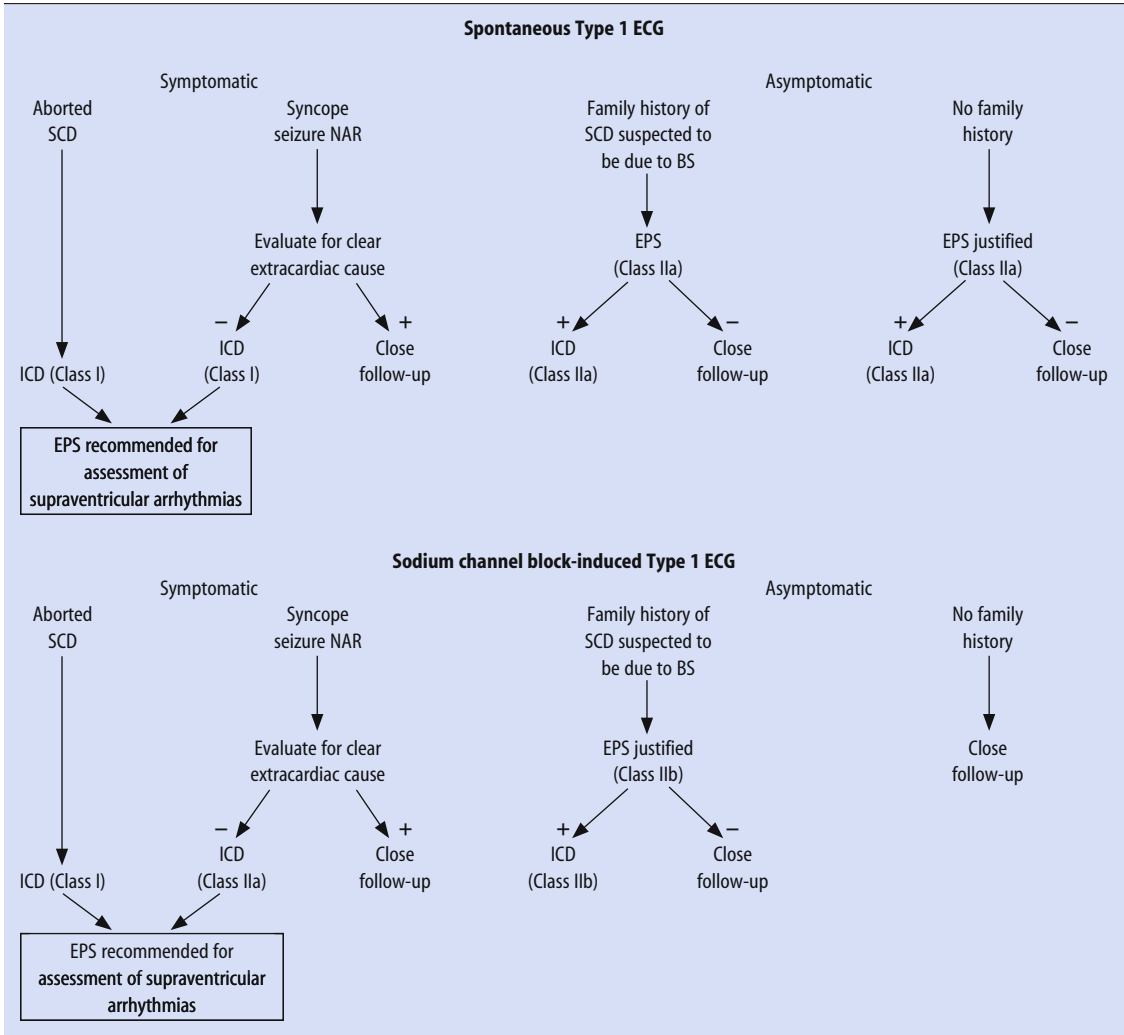 Spontaneous Type 1 ECG
Symptomatic
Asymptomatic
Aborted
SCD
Syncope
seizure NAR
Family history of
SCD suspected to
be due to BS
No family
history
Evaluate for clear
extracardiac cause
EPS
(Class IIa)
EPS justified
(Class IIa)
–
+
+
–
+
–
ICD (Class I)
ICD
(Class I)
Close
follow-up
ICD
(Class IIa)
Close
follow-up
ICD
(Class IIa)
Close
follow-up
EPS recommended for
assessment of
supraventricular arrhythmias
Sodium channel block-induced Type 1 ECG
Symptomatic
Asymptomatic
Aborted
SCD
Syncope
seizure NAR
Family history of
SCD suspected to
be due to BS
No family
history
Evaluate for clear
extracardiac cause
EPS justified
(Class IIb)
Close
follow-up
–
+
+
–
ICD (Class I)
ICD
(Class IIa)
Close
follow-up
ICD
(Class IIb)
Close
follow-up
EPS recommended for
assessment of supraventricular
arrhythmias